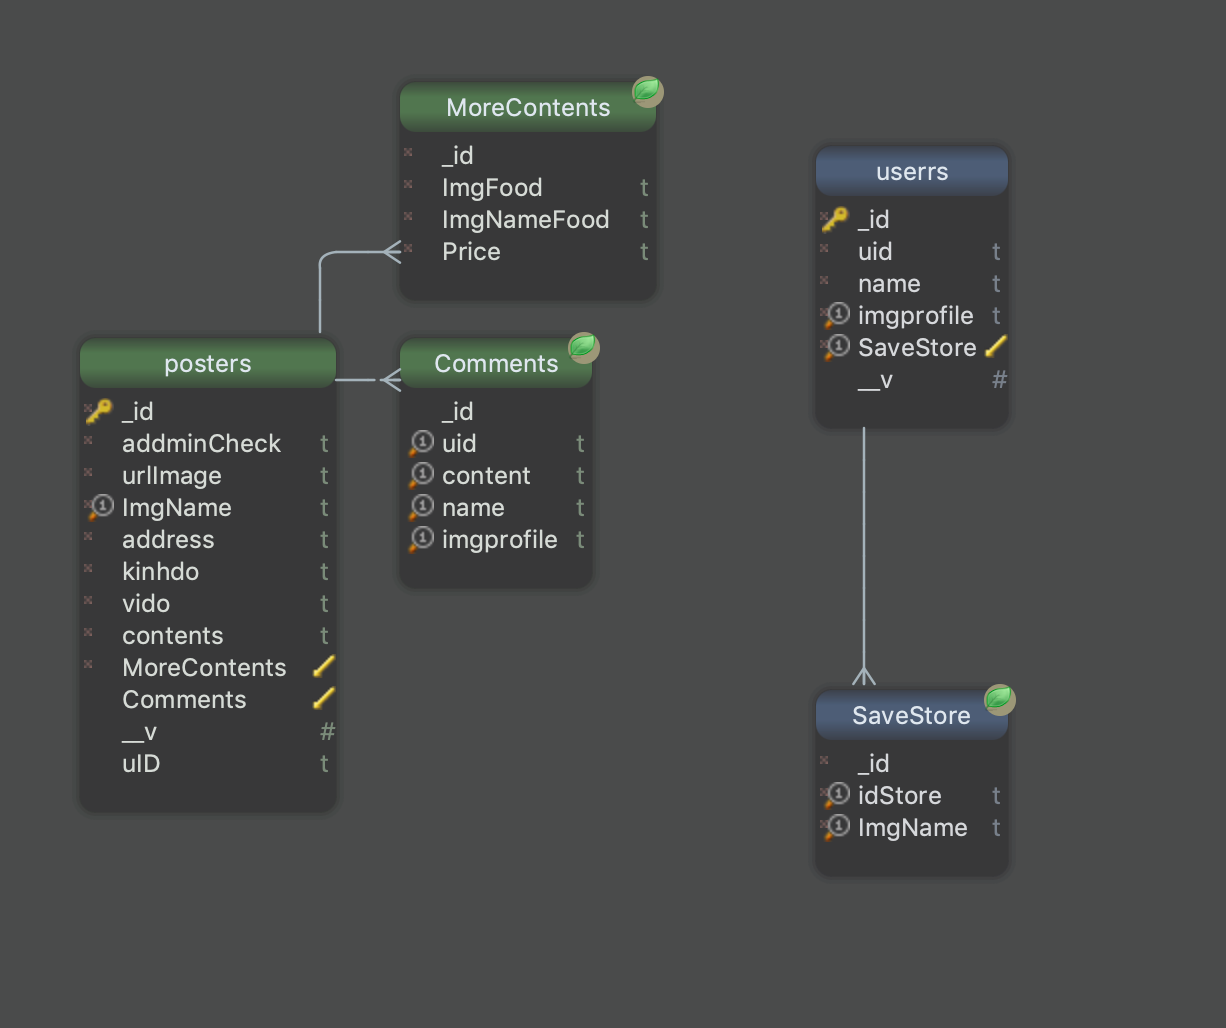 MoreContents
_id
ImgFood t
ImgNameFood t
Price t
posters
_id
addminCheck t
urlImage t
ImgName t
address t
kinhdo t
vido t
contents t
MoreContents
Comments
__v #
uID t
Comments
_id
uid t
content t
name t
imgprofile t
userrs
_id
uid t
name t
imgprofile t
SaveStore
__v #
SaveStore
_id
idStore t
ImgName t